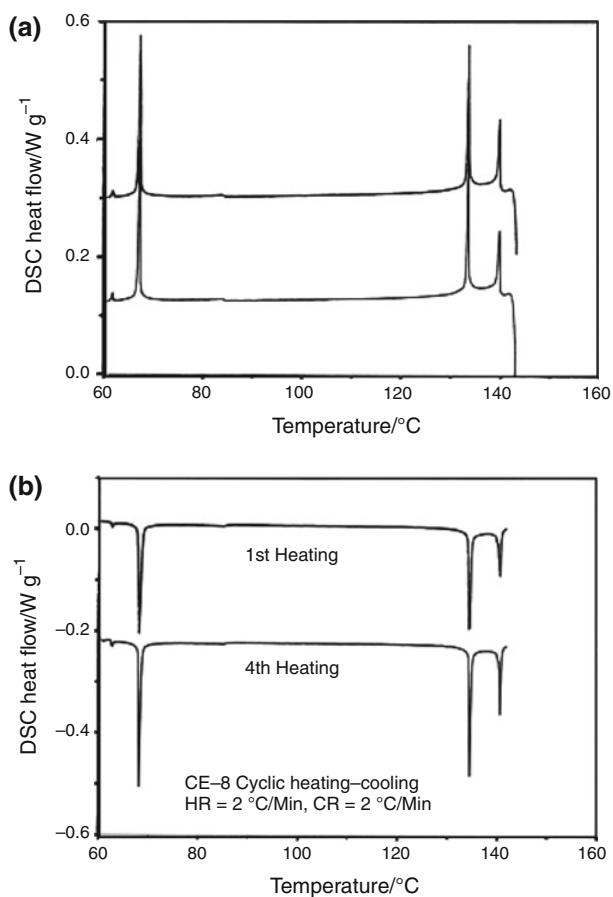 (a)
0.6
0.4
0.2
0.0
DSC heat flow/W g⁻¹
60 80 100 120 140 160
Temperature/°C
(b)
0.0
−0.2
−0.4
−0.6
DSC heat flow/W g⁻¹
1st Heating
4th Heating
CE–8 Cyclic heating–cooling
HR = 2 °C/Min, CR = 2 °C/Min
60 80 100 120 140 160
Temperature/°C